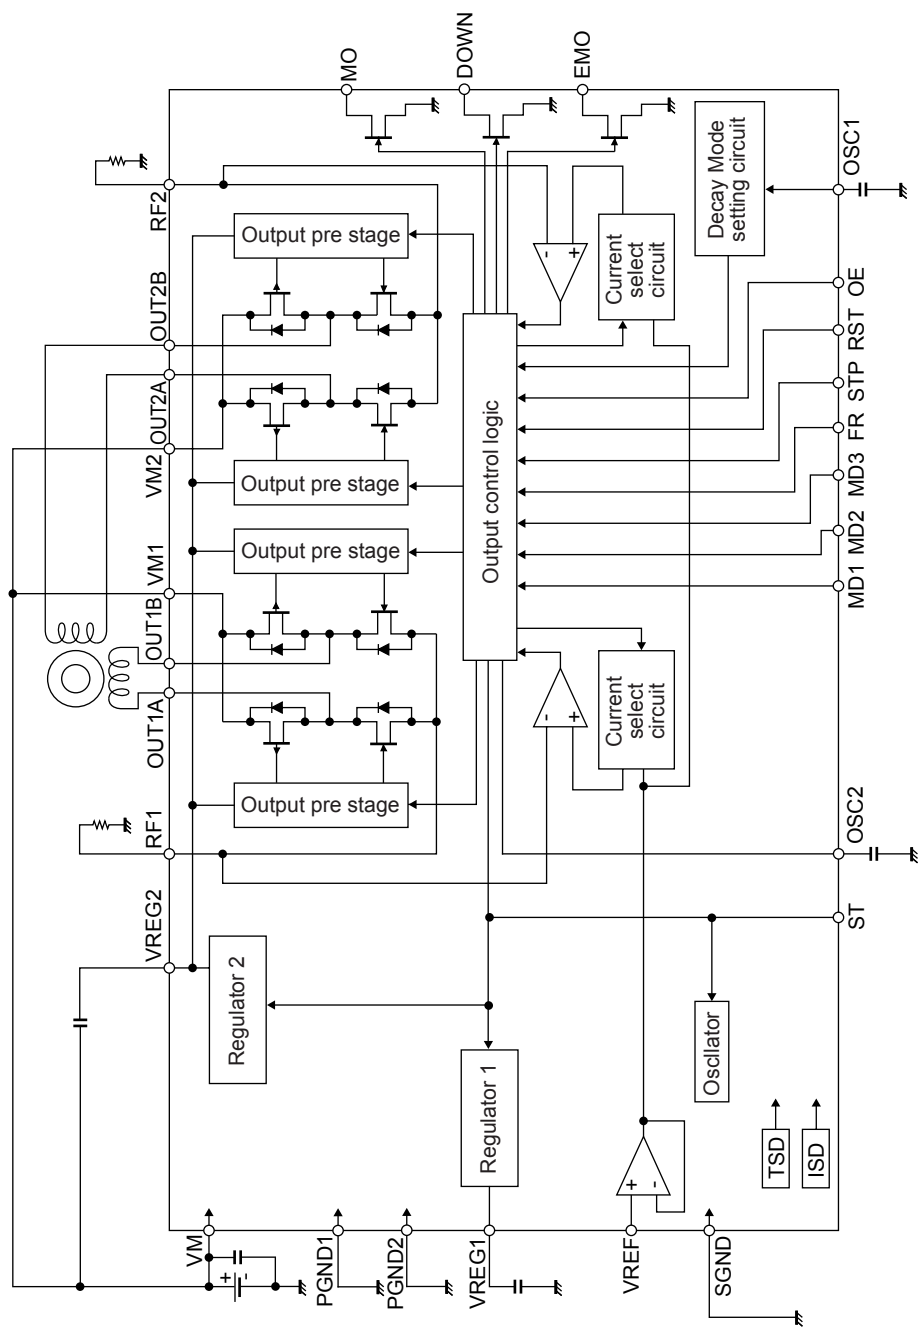 MO
DOWN
EMO
RF2
OUT2B
OUT2A
VM2
VM1
OUT1B
OUT1A
RF1
VREG2
VM
PGND1
PGND2
VREG1
VREF
SGND
OSC1
OE
RST
STP
FR
MD3
MD2
MD1
OSC2
ST
Output pre stage
Output pre stage
Output pre stage
Output pre stage
Output control logic
Current
select
circuit
Current
select
circuit
Decay Mode
setting circuit
Regulator 2
Regulator 1
Oscllator
TSD
ISD
+
-
+
-
+
-
+
-